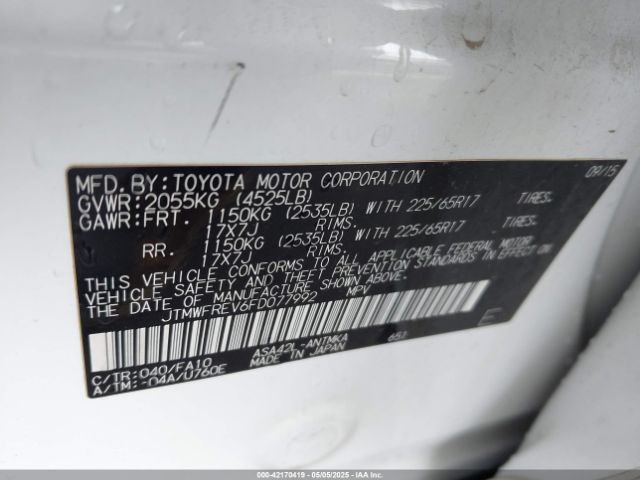 MFD.BY:TOYOTA MOTOR CORPORATION 09/15
GVWR:2055KG (4525LB)
GAWR:FRT. 1150KG (2535LB) WITH 225/65R17 TIRES.
17X7J RIMS.
RR. 1150KG (2535LB) WITH 225/65R17 TIRES.
17X7J RIMS.
THIS VEHICLE CONFORMS TO ALL APPLICABLE FEDERAL MOTOR
VEHICLE SAFETY AND THEFT PREVENTION STANDARDS IN EFFECT ON
THE DATE OF MANUFACTURE SHOWN ABOVE.
JTMWFREV6FD077992 MPV
E
C/TR:040/FA10 ASA42L-ANTMKA 653
A/TM:-04A/U760E MADE IN JAPAN
000-42170419 | 05/05/2025 - Part of IAA